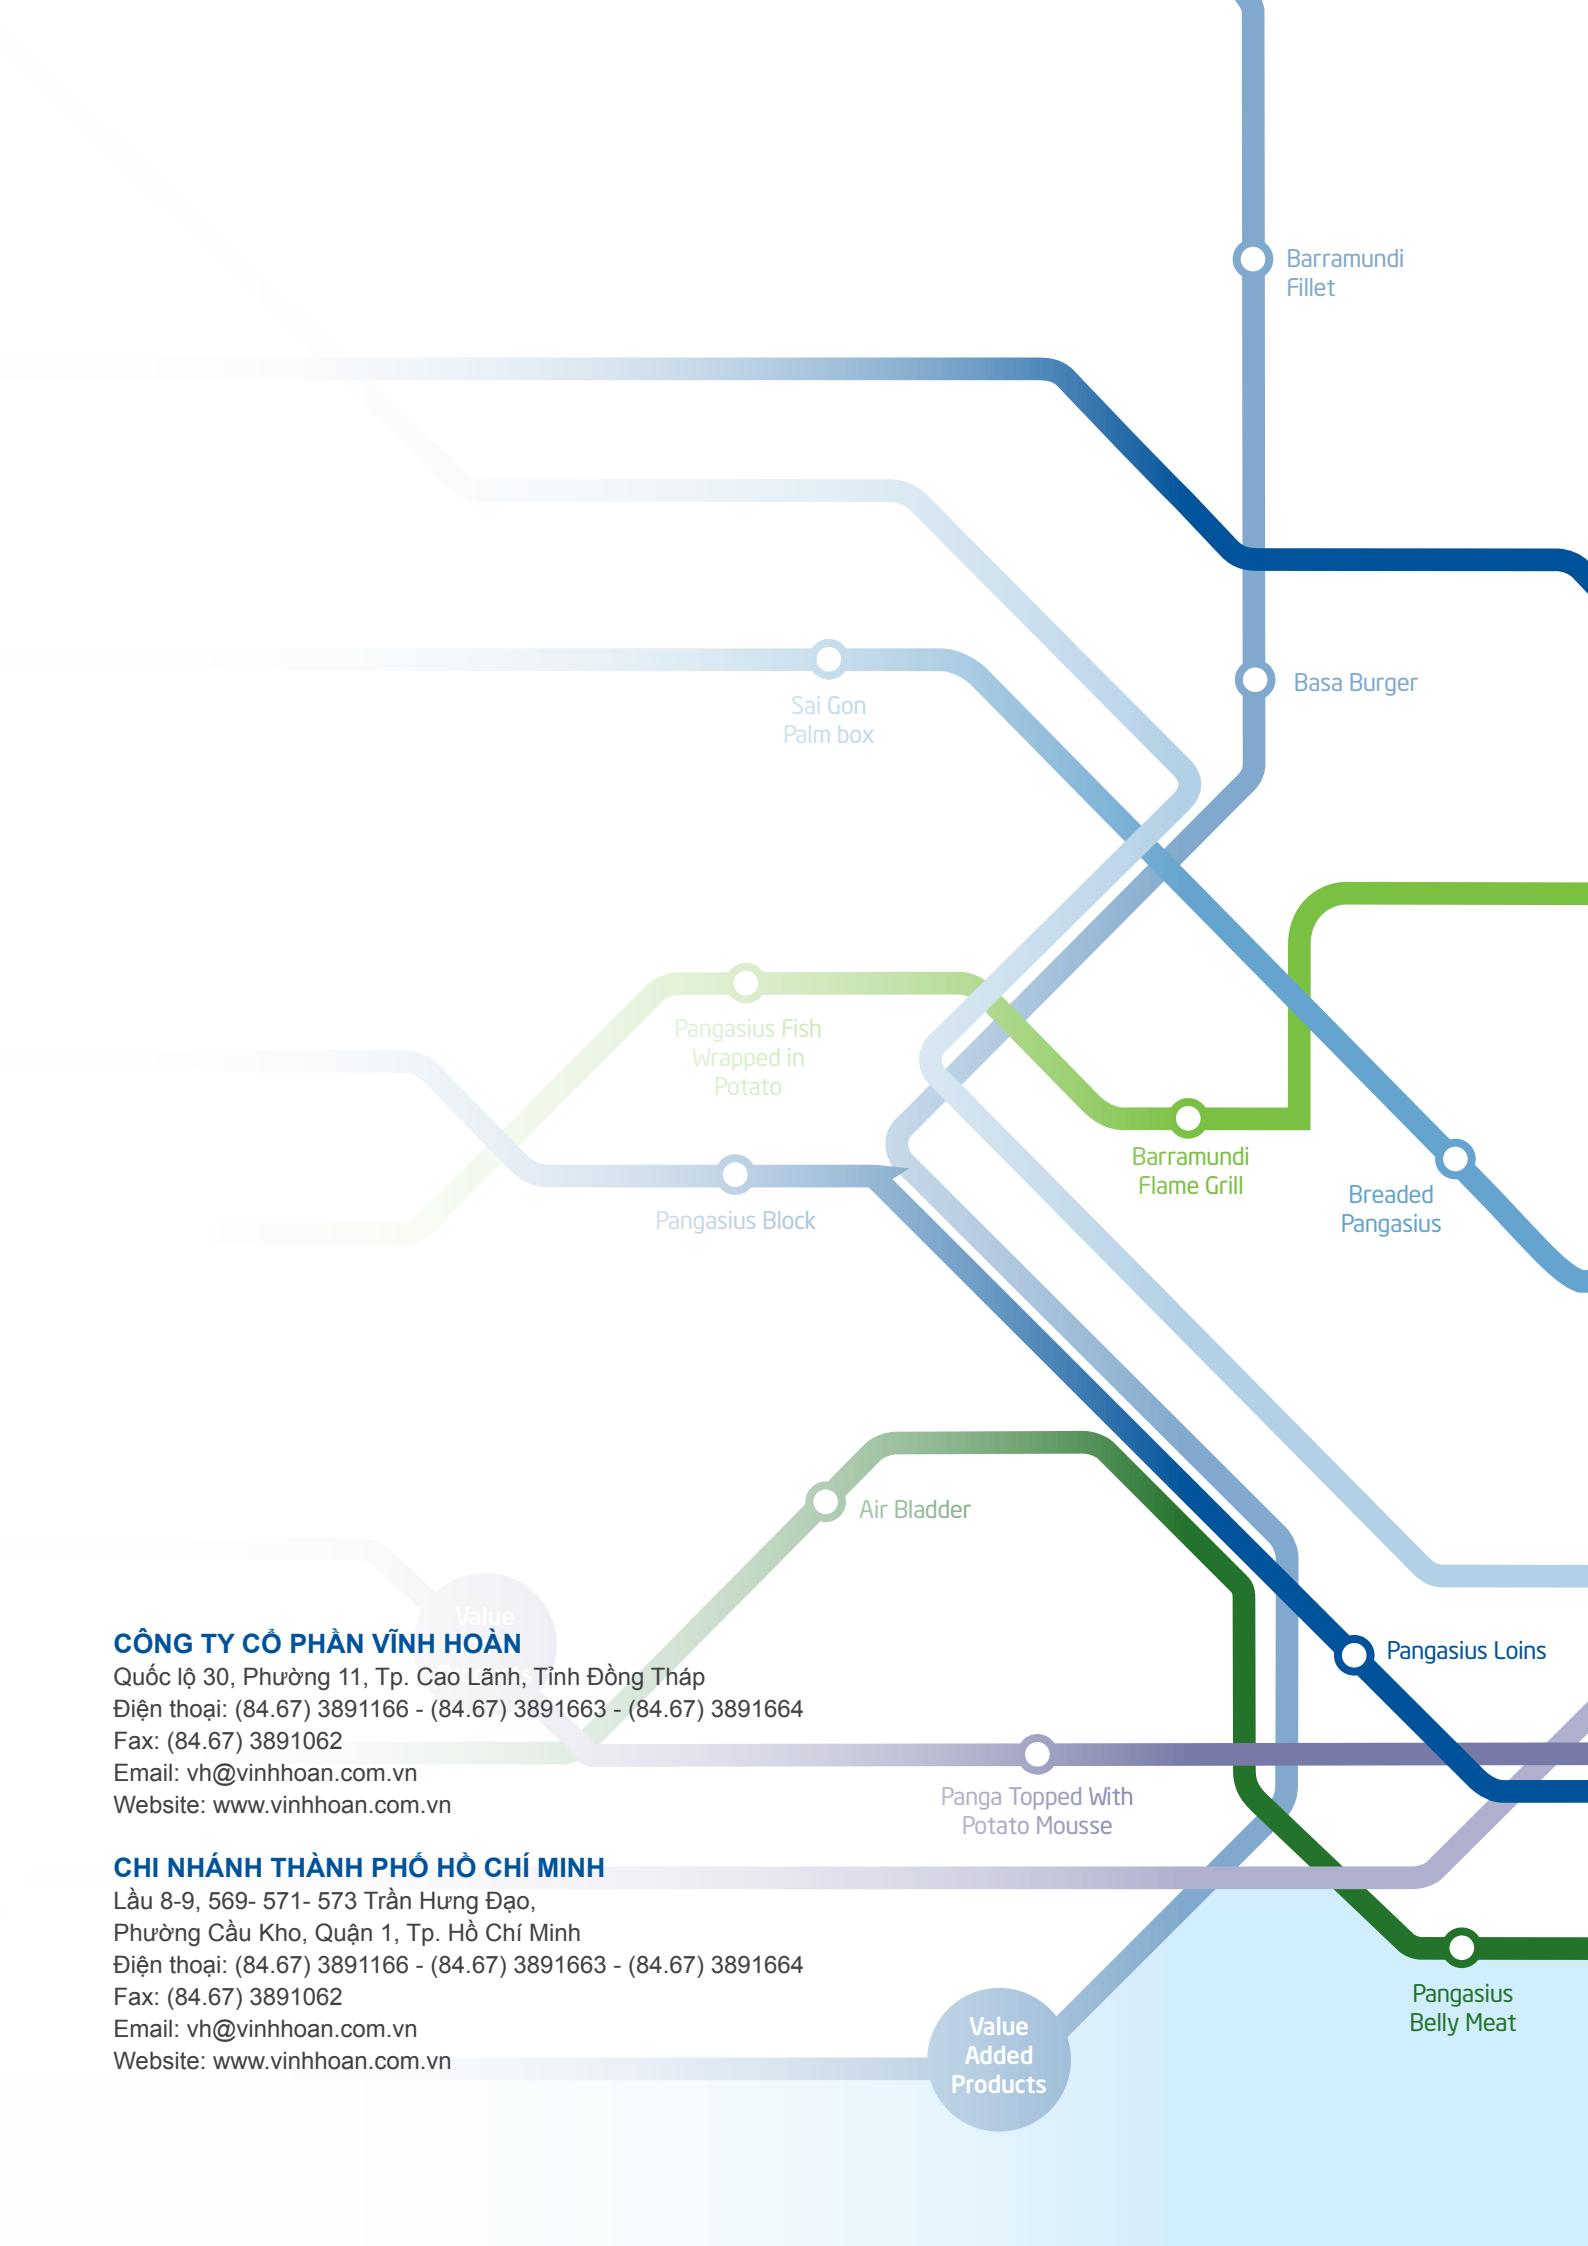 Barramundi
Fillet
Basa Burger
Sai Gon
Palm box
Pangasius Fish
Wrapped in
Potato
Barramundi
Flame Grill
Breaded
Pangasius
Pangasius Block
Air Bladder
Value
CÔNG TY CỔ PHẦN VĨNH HOÀN
Quốc lộ 30, Phường 11, Tp. Cao Lãnh, Tỉnh Đồng Tháp
Điện thoại: (84.67) 3891166 - (84.67) 3891663 - (84.67) 3891664
Fax: (84.67) 3891062
Email: vh@vinhhoan.com.vn
Website: www.vinhhoan.com.vn
Pangasius Loins
Panga Topped With
Potato Mousse
CHI NHÁNH THÀNH PHỐ HỒ CHÍ MINH
Lầu 8-9, 569- 571- 573 Trần Hưng Đạo,
Phường Cầu Kho, Quận 1, Tp. Hồ Chí Minh
Điện thoại: (84.67) 3891166 - (84.67) 3891663 - (84.67) 3891664
Fax: (84.67) 3891062
Email: vh@vinhhoan.com.vn
Website: www.vinhhoan.com.vn
Pangasius
Belly Meat
Value
Added
Products